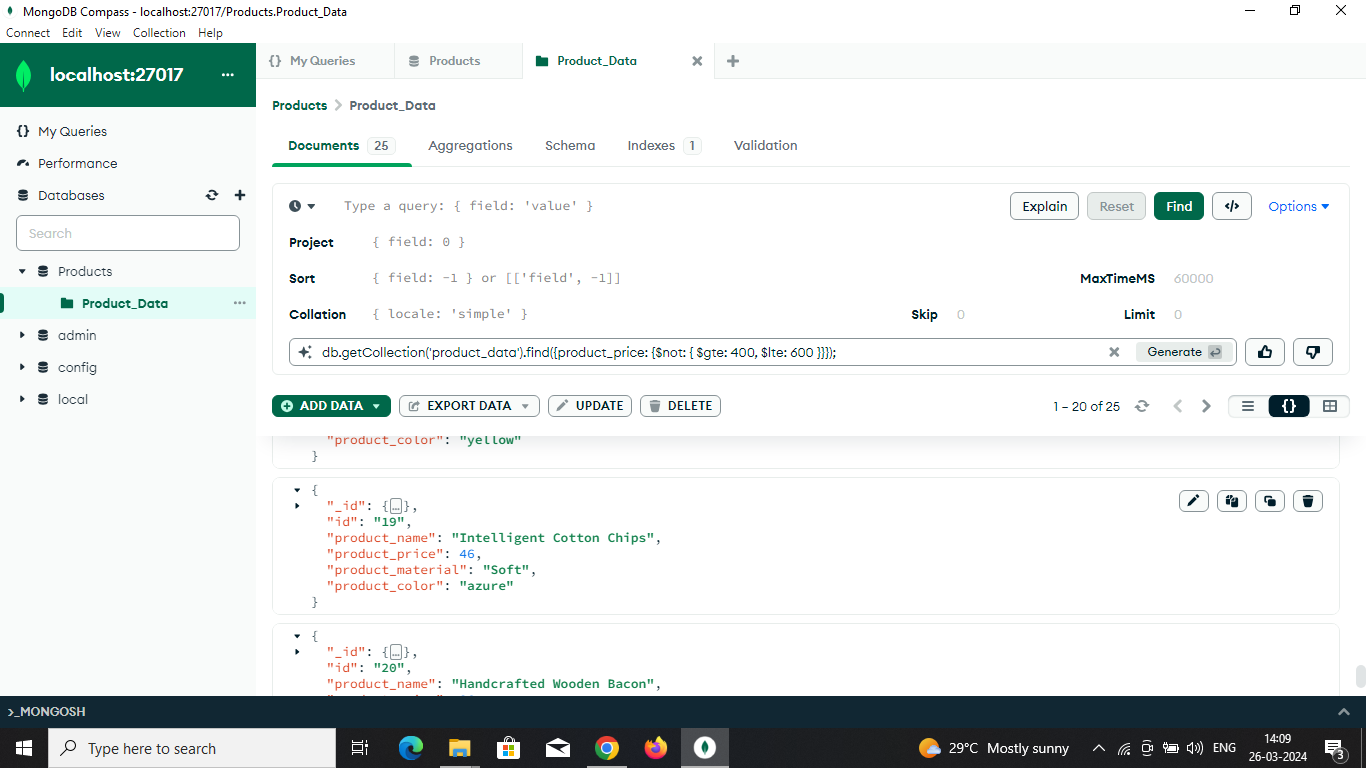 MongoDB Compass - localhost:27017/Products.Product_Data
Connect Edit View Collection Help
localhost:27017 ...
{} My Queries
Products
Product_Data
My Queries
Performance
Databases
Search
Products
Product_Data ...
admin
config
local
Products > Product_Data
Documents 25 Aggregations Schema Indexes 1 Validation
Type a query: { field: 'value' } Explain Reset Find </> Options
Project { field: 0 }
Sort { field: -1 } or [['field', -1]] MaxTimeMS 60000
Collation { locale: 'simple' } Skip 0 Limit 0
db.getCollection('product_data').find({product_price: {$not: { $gte: 400, $lte: 600 }}}); Generate
ADD DATA EXPORT DATA UPDATE DELETE 1 – 20 of 25 {}
"product_color": "yellow"
}
{
"_id": {...},
"id": "19",
"product_name": "Intelligent Cotton Chips",
"product_price": 46,
"product_material": "Soft",
"product_color": "azure"
}
{
"_id": {...},
"id": "20",
"product_name": "Handcrafted Wooden Bacon",
>_MONGOSH
Type here to search
29°C Mostly sunny
ENG
14:09
26-03-2024
3